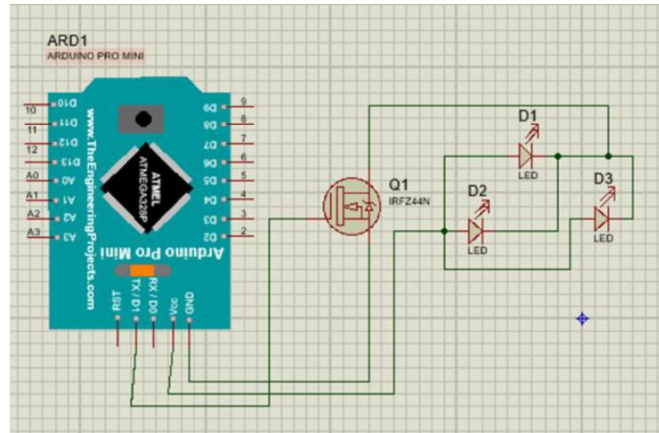 ARD1
ARDUINO PRO MINI
10
11
12
A0
A1
A2
A3
D10
D11
D12
D13
A0
A1
A2
A3
www.TheEngineeringProjects.com
ATMEL
ATMEGA328P
Arduino Pro Mini
D9
D8
D7
D6
D5
D4
D3
D2
9
8
7
6
5
4
3
2
RST
TX / D1
RX / D0
Vcc
GND
Q1
IRFZ44N
D1
LED
D2
LED
D3
LED